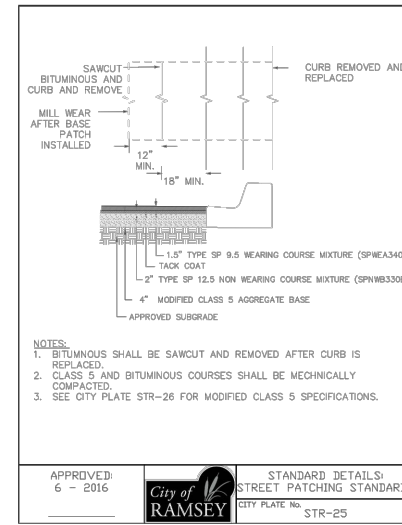 SAWCUT
BITUMINOUS AND
CURB AND REMOVE
CURB REMOVED AND
REPLACED
MILL WEAR
AFTER BASE
PATCH
INSTALLED
12"
MIN.
18" MIN.
1.5" TYPE SP 9.5 WEARING COURSE MIXTURE (SPWEA340
TACK COAT
2" TYPE SP 12.5 NON WEARING COURSE MIXTURE (SPNWB330
4" MODIFIED CLASS 5 AGGREGATE BASE
APPROVED SUBGRADE
NOTES:
1. BITUMNOUS SHALL BE SAWCUT AND REMOVED AFTER CURB IS
REPLACED.
2. CLASS 5 AND BITUMINOUS COURSES SHALL BE MECHNICALLY
COMPACTED.
3. SEE CITY PLATE STR-26 FOR MODIFIED CLASS 5 SPECIFICATIONS.
APPROVED:
6 - 2016
City of
RAMSEY
STANDARD DETAILS:
STREET PATCHING STANDARD
CITY PLATE No.
STR-25